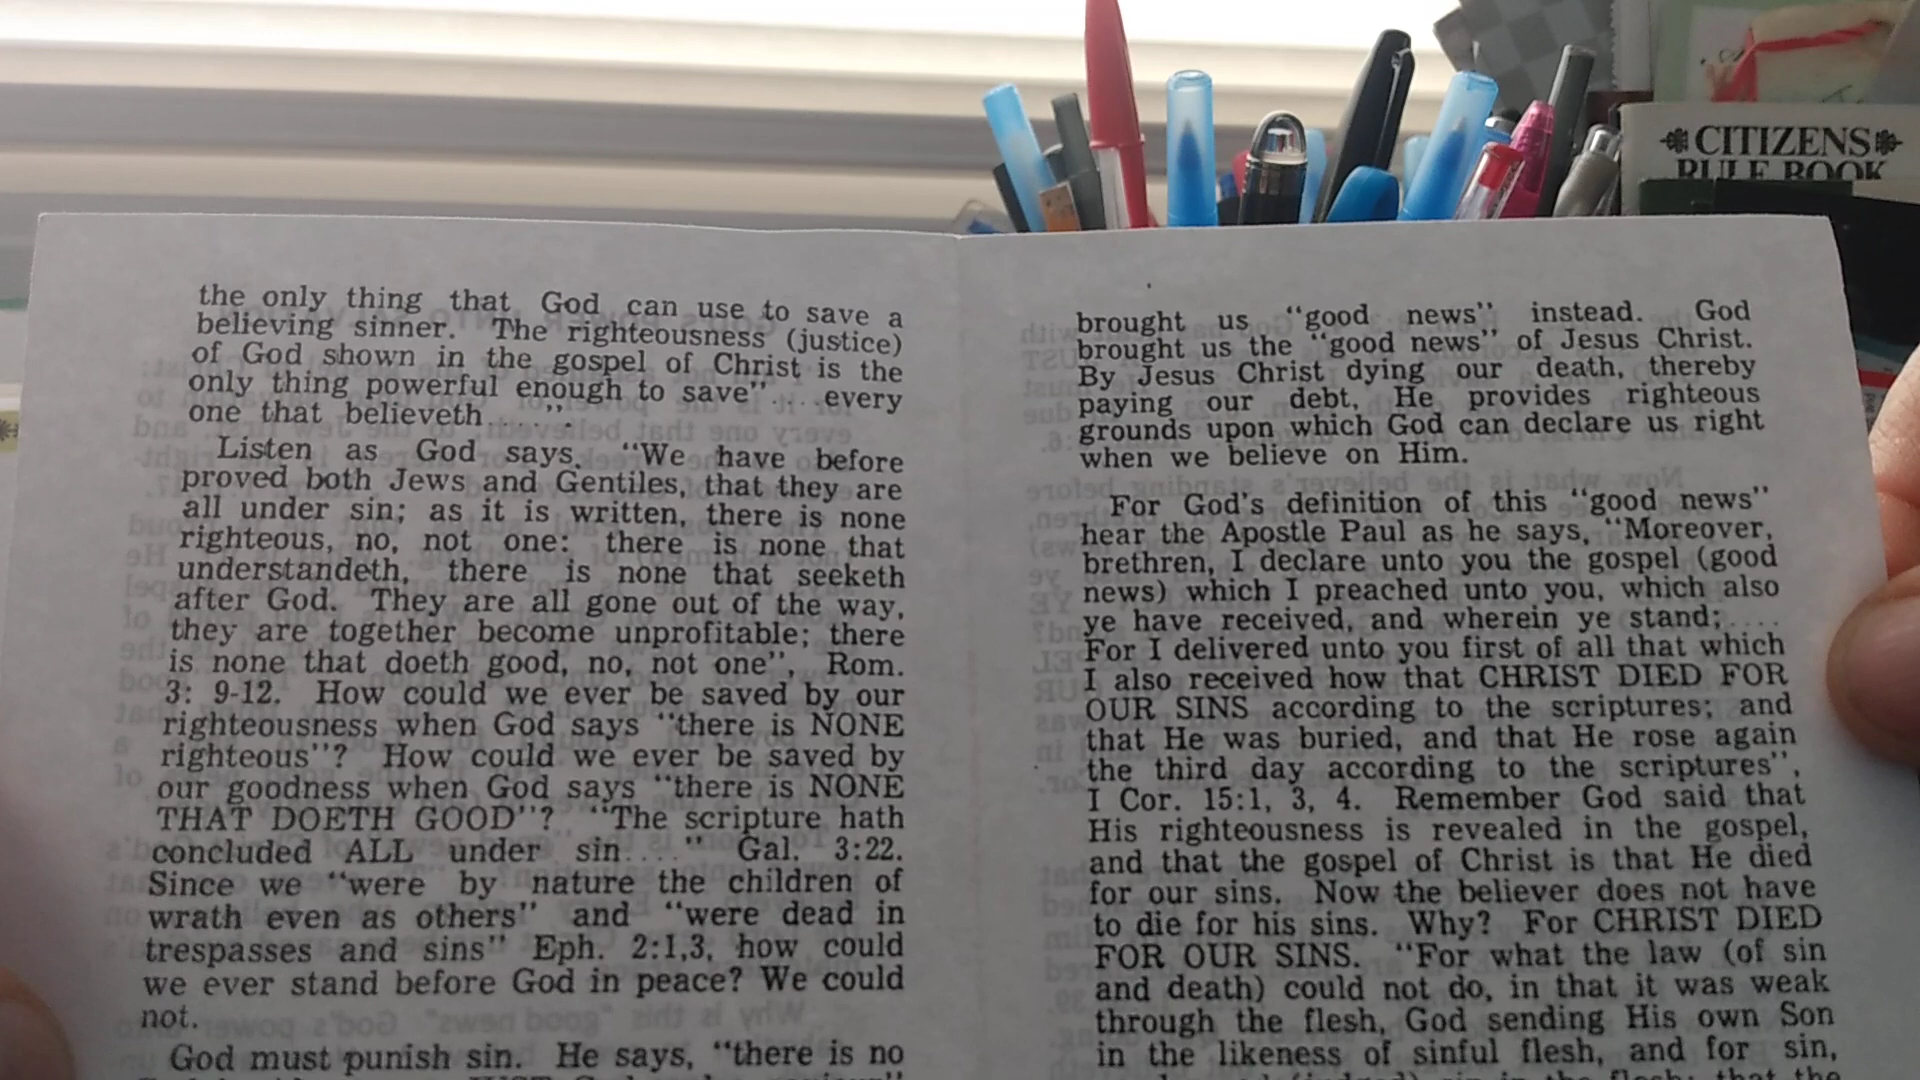 CITIZENS
RULE BOOK
the only thing that God can use to save a
believing sinner. The righteousness (justice)
of God shown in the gospel of Christ is the
only thing powerful enough to save" ....every
one that believeth.....".
Listen as God says, "We have before
proved both Jews and Gentiles, that they are
all under sin; as it is written, there is none
righteous, no, not one: there is none that
understandeth, there is none that seeketh
after God. They are all gone out of the way,
they are together become unprofitable; there
is none that doeth good, no, not one", Rom.
3: 9-12. How could we ever be saved by our
righteousness when God says "there is NONE
righteous"? How could we ever be saved by
our goodness when God says "there is NONE
THAT DOETH GOOD"? "The scripture hath
concluded ALL under sin...." Gal. 3:22.
Since we "were by nature the children of
wrath even as others" and "were dead in
trespasses and sins" Eph. 2:1,3, how could
we ever stand before God in peace? We could
not.
God must punish sin. He says, "there is no
brought us "good news" instead. God
brought us the "good news" of Jesus Christ.
By Jesus Christ dying our death, thereby
paying our debt, He provides righteous
grounds upon which God can declare us right
when we believe on Him.
For God's definition of this "good news"
hear the Apostle Paul as he says, "Moreover,
brethren, I declare unto you the gospel (good
news) which I preached unto you, which also
ye have received, and wherein ye stand;....
For I delivered unto you first of all that which
I also received how that CHRIST DIED FOR
OUR SINS according to the scriptures; and
that He was buried, and that He rose again
the third day according to the scriptures",
I Cor. 15:1, 3, 4. Remember God said that
His righteousness is revealed in the gospel,
and that the gospel of Christ is that He died
for our sins. Now the believer does not have
to die for his sins. Why? For CHRIST DIED
FOR OUR SINS. "For what the law (of sin
and death) could not do, in that it was weak
through the flesh, God sending His own Son
in the likeness of sinful flesh, and for sin,